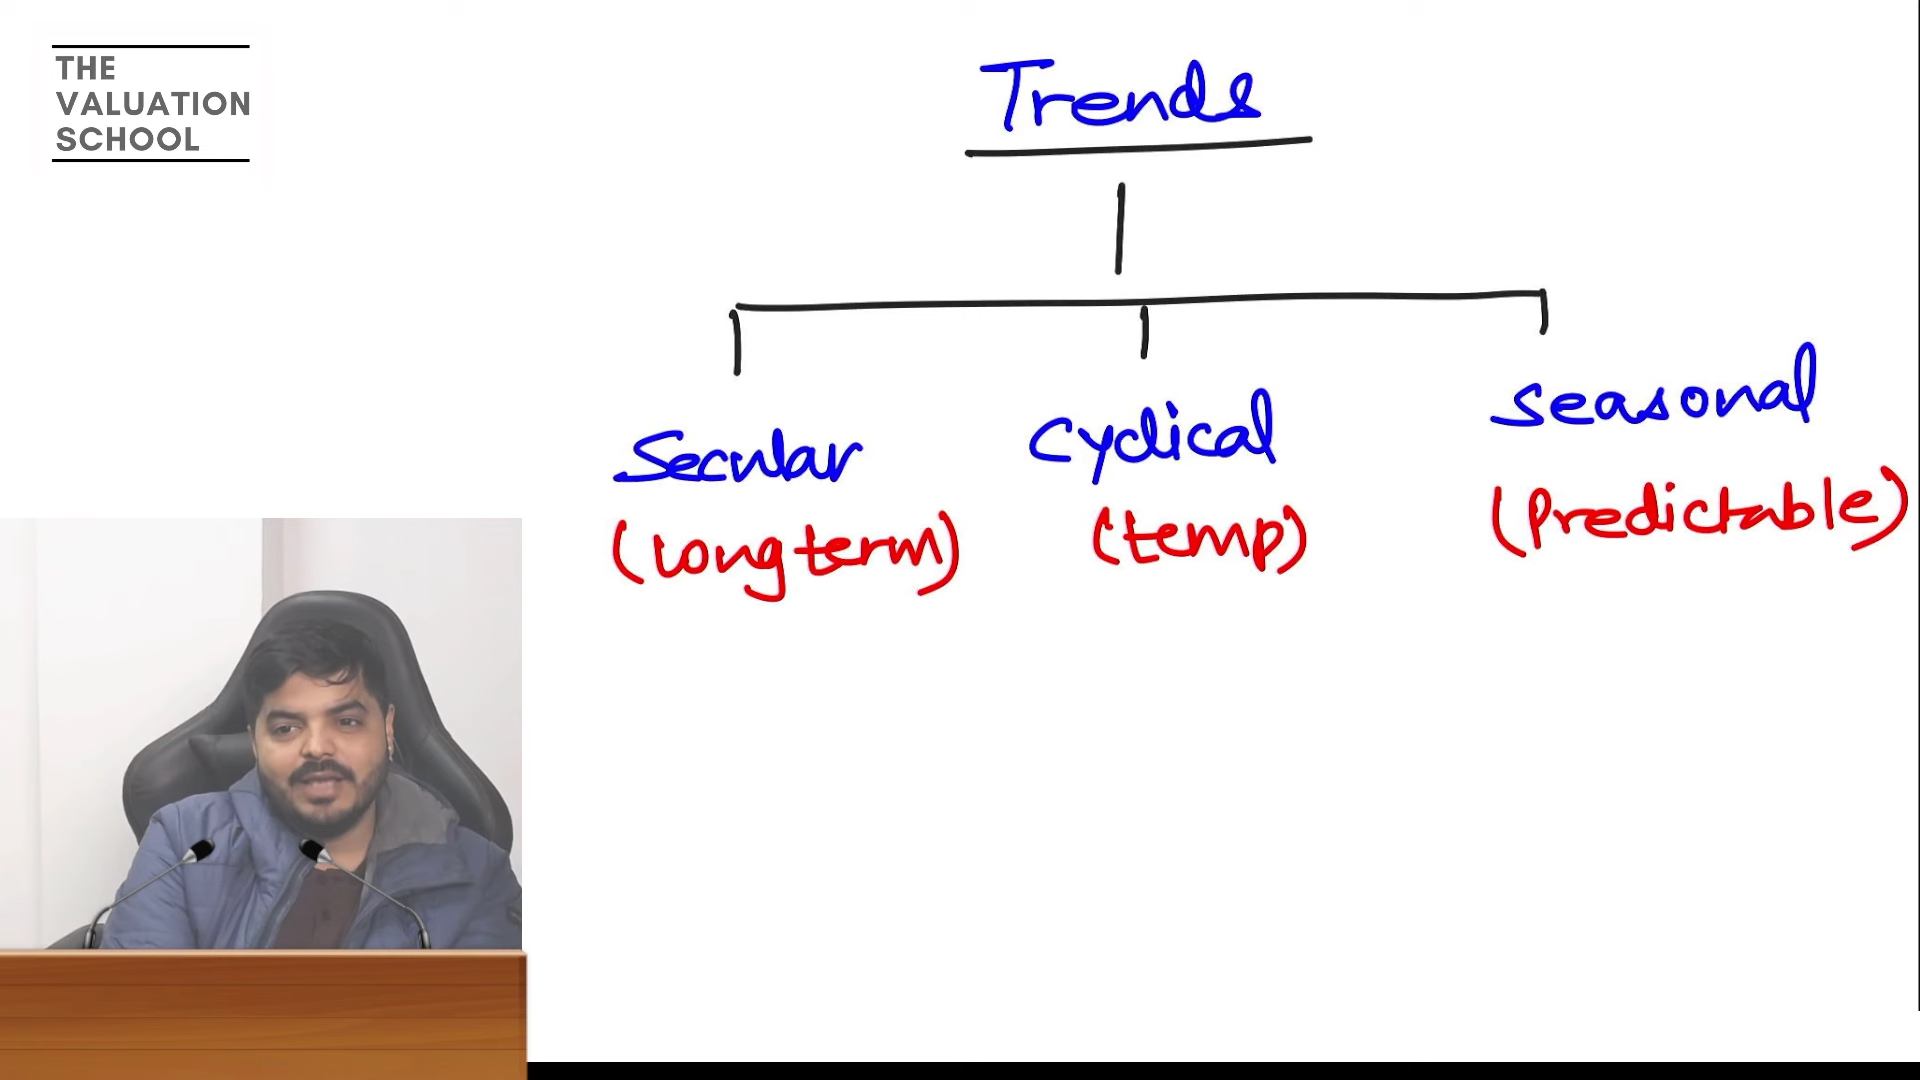 THE
VALUATION
SCHOOL
Trends
Secular
Cyclical
Seasonal
(Long term)
(temp)
(Predictable)